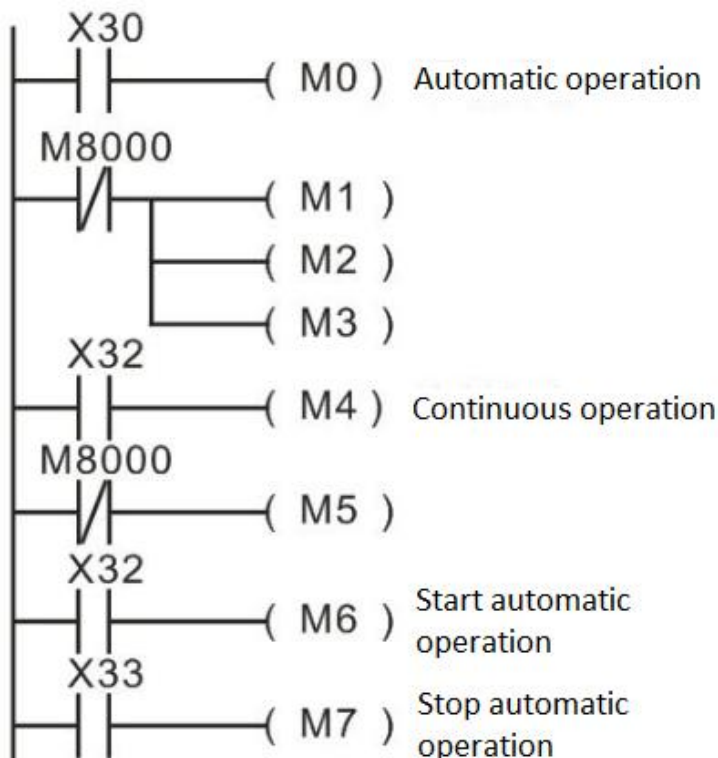 X30
( M0 ) Automatic operation
M8000
( M1 )
( M2 )
( M3 )
X32
( M4 ) Continuous operation
M8000
( M5 )
X32
( M6 ) Start automatic
operation
X33
( M7 ) Stop automatic
operation